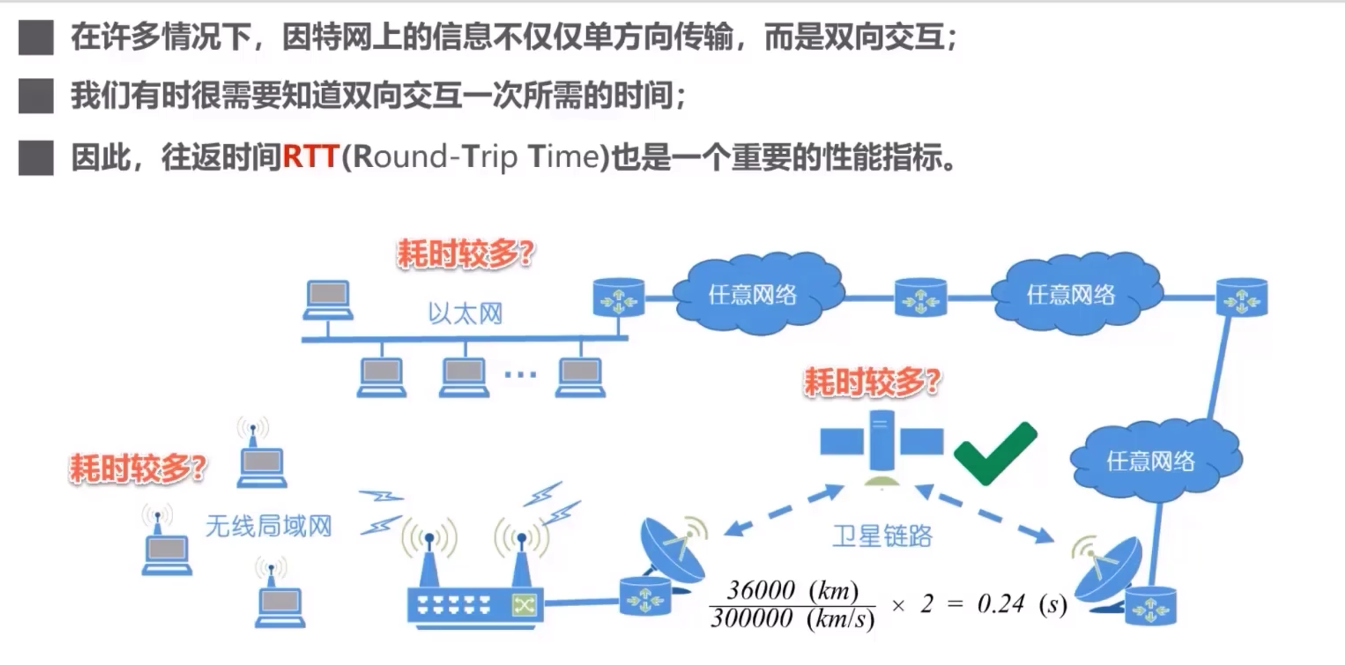 在许多情况下，因特网上的信息不仅仅单方向传输，而是双向交互；
我们有时很需要知道双向交互一次所需的时间；
因此，往返时间RTT(Round-Trip Time)也是一个重要的性能指标。
耗时较多？
以太网
任意网络
任意网络
耗时较多？
任意网络
耗时较多？
无线局域网
卫星链路
36000 (km)
300000 (km/s)
× 2 = 0.24 (s)